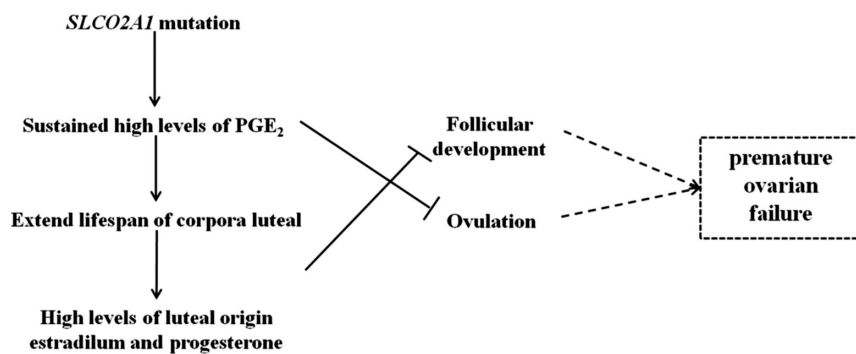 SLCO2A1 mutation
Sustained high levels of PGE₂
Extend lifespan of corpora luteal
High levels of luteal origin
estradilum and progesterone
Follicular
development
Ovulation
premature
ovarian
failure